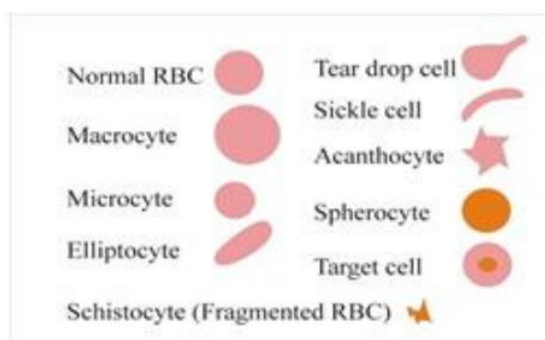 Normal RBC
Macrocyte
Microcyte
Elliptocyte
Tear drop cell
Sickle cell
Acanthocyte
Spherocyte
Target cell
Schistocyte (Fragmented RBC)